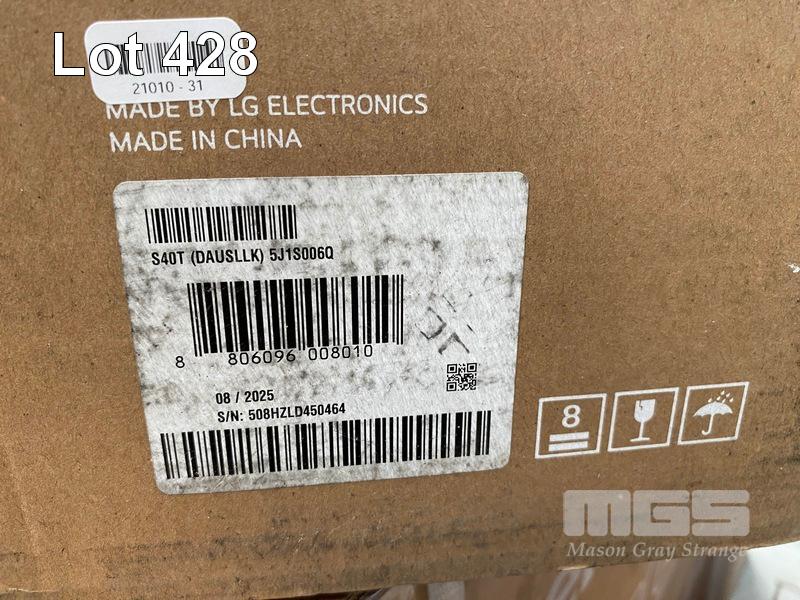 Lot 428
21010 - 31
MADE BY LG ELECTRONICS
MADE IN CHINA
S40T (DAUSLLK) 5J1S006Q
8 806096 008010
08 / 2025
S/N: 508HZLD450464
8
MGS
Mason Gray Strange